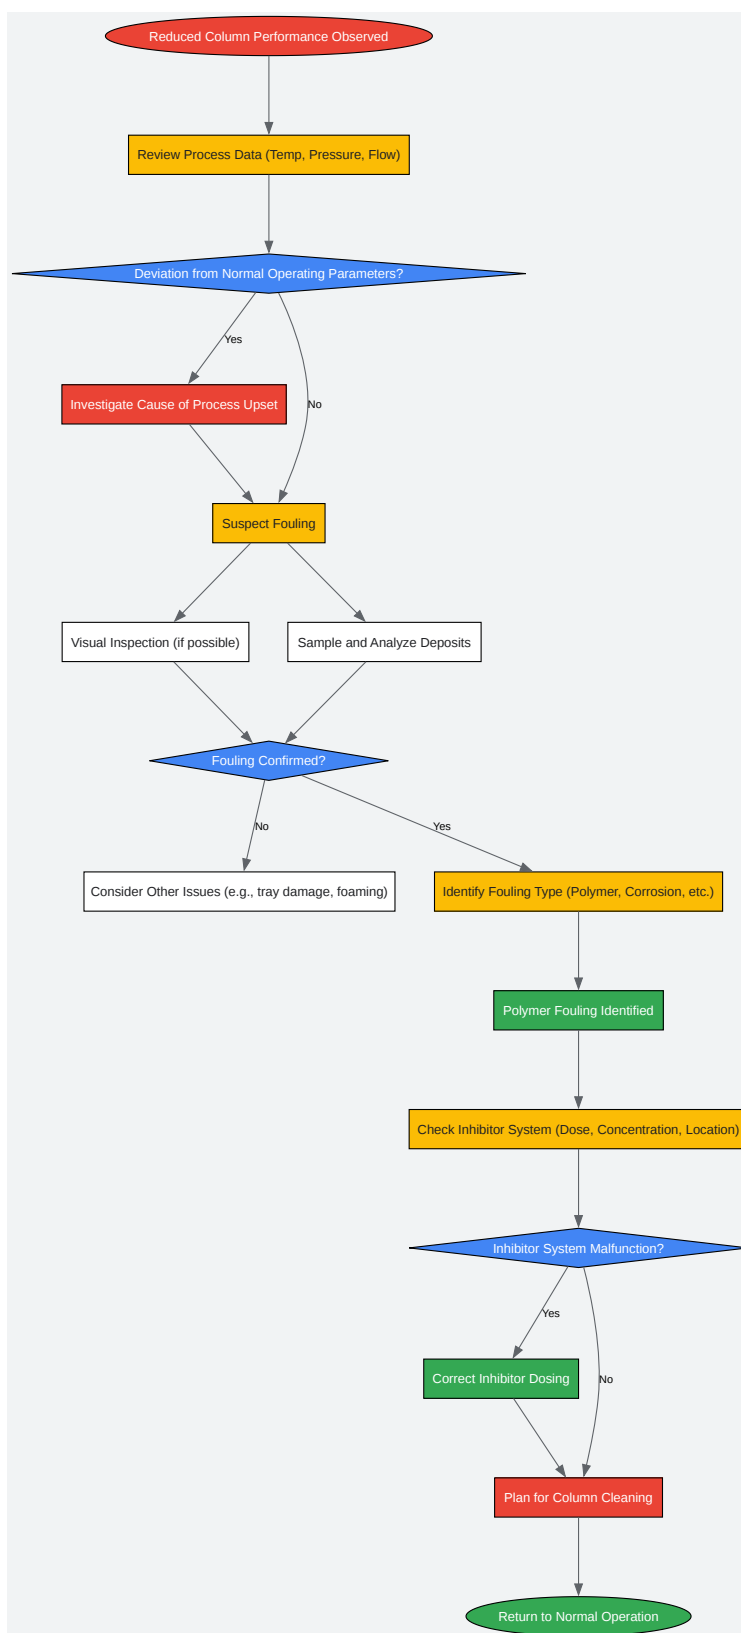 Reduced Column Performance Observed
Review Process Data (Temp, Pressure, Flow)
Deviation from Normal Operating Parameters?
Yes
Investigate Cause of Process Upset
No
Suspect Fouling
Visual Inspection (if possible)
Sample and Analyze Deposits
Fouling Confirmed?
No
Yes
Consider Other Issues (e.g., tray damage, foaming)
Identify Fouling Type (Polymer, Corrosion, etc.)
Polymer Fouling Identified
Check Inhibitor System (Dose, Concentration, Location)
Inhibitor System Malfunction?
Yes
Correct Inhibitor Dosing
No
Plan for Column Cleaning
Return to Normal Operation